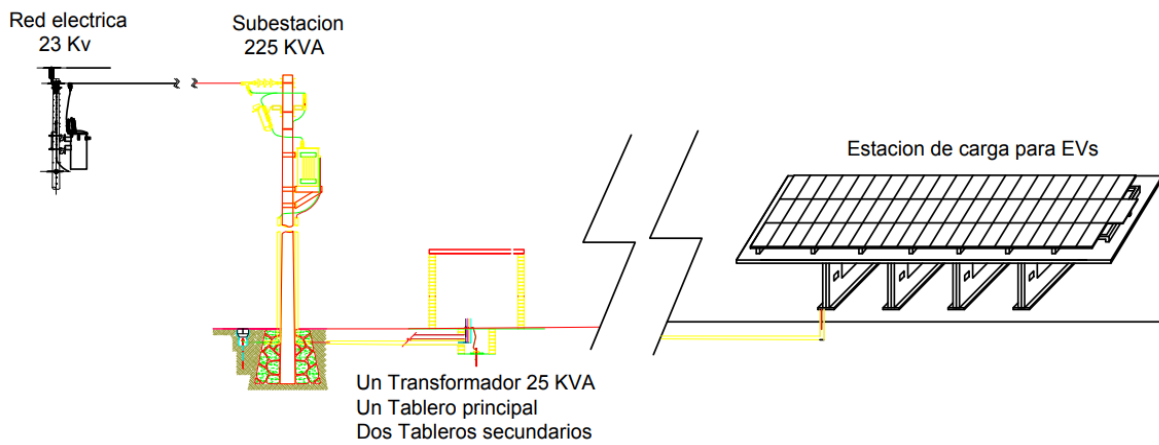 Red electrica
23 Kv
Subestacion
225 KVA
Estacion de carga para EVs
Un Transformador 25 KVA
Un Tablero principal
Dos Tableros secundarios